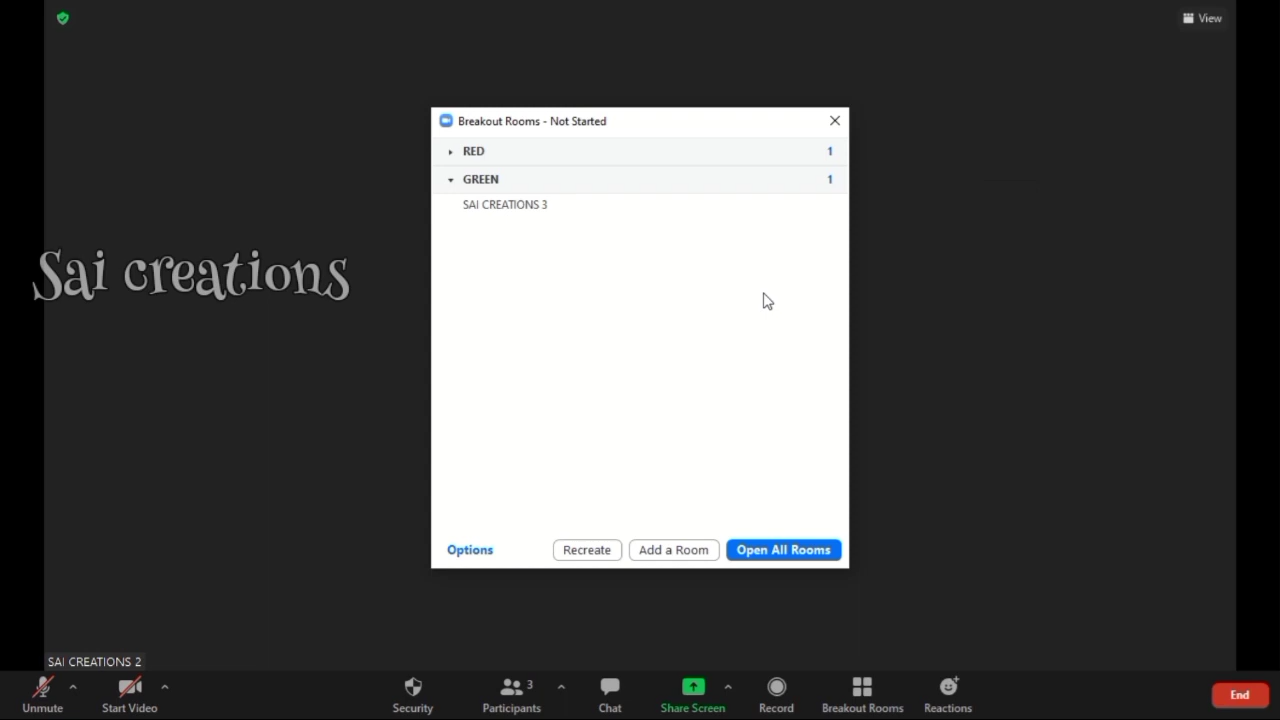 View
Breakout Rooms - Not Started
RED 1
GREEN 1
SAI CREATIONS 3
Sai creations
Options Recreate Add a Room Open All Rooms
SAI CREATIONS 2
3
Unmute Start Video Security Participants Chat Share Screen Record Breakout Rooms Reactions End